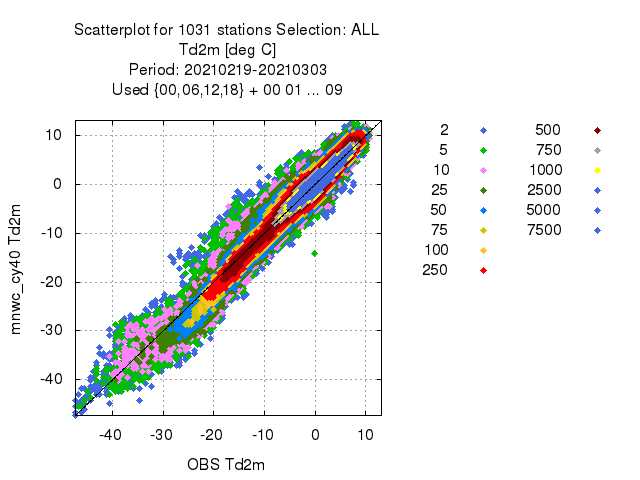 Scatterplot for 1031 stations Selection: ALL
Td2m [deg C]
Period: 20210219-20210303
Used {00,06,12,18} + 00 01 ... 09
mnwc_cy40 Td2m
10
0
-10
-20
-30
-40
-40 -30 -20 -10 0 10
OBS Td2m
2 500
5 750
10 1000
25 2500
50 5000
75 7500
100
250